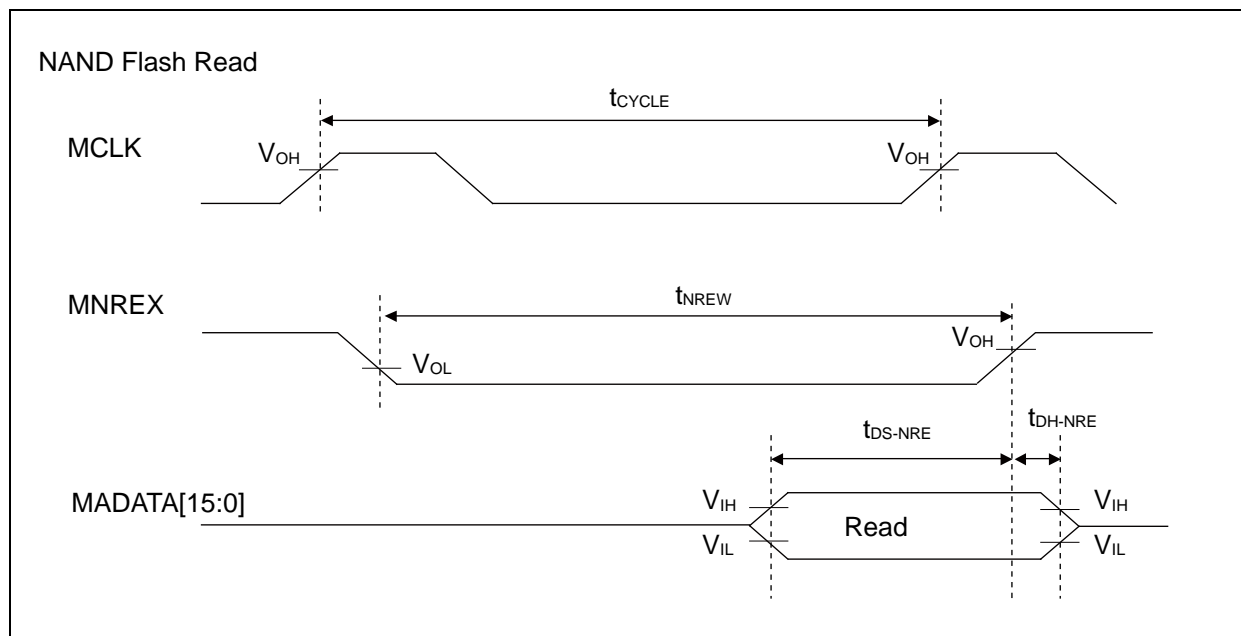 NAND Flash Read
tCYCLE
MCLK
VOH
VOH
MNREX
tNREW
VOL
VOH
tDS-NRE
tDH-NRE
MADATA[15:0]
VIH
VIH
Read
VIL
VIL